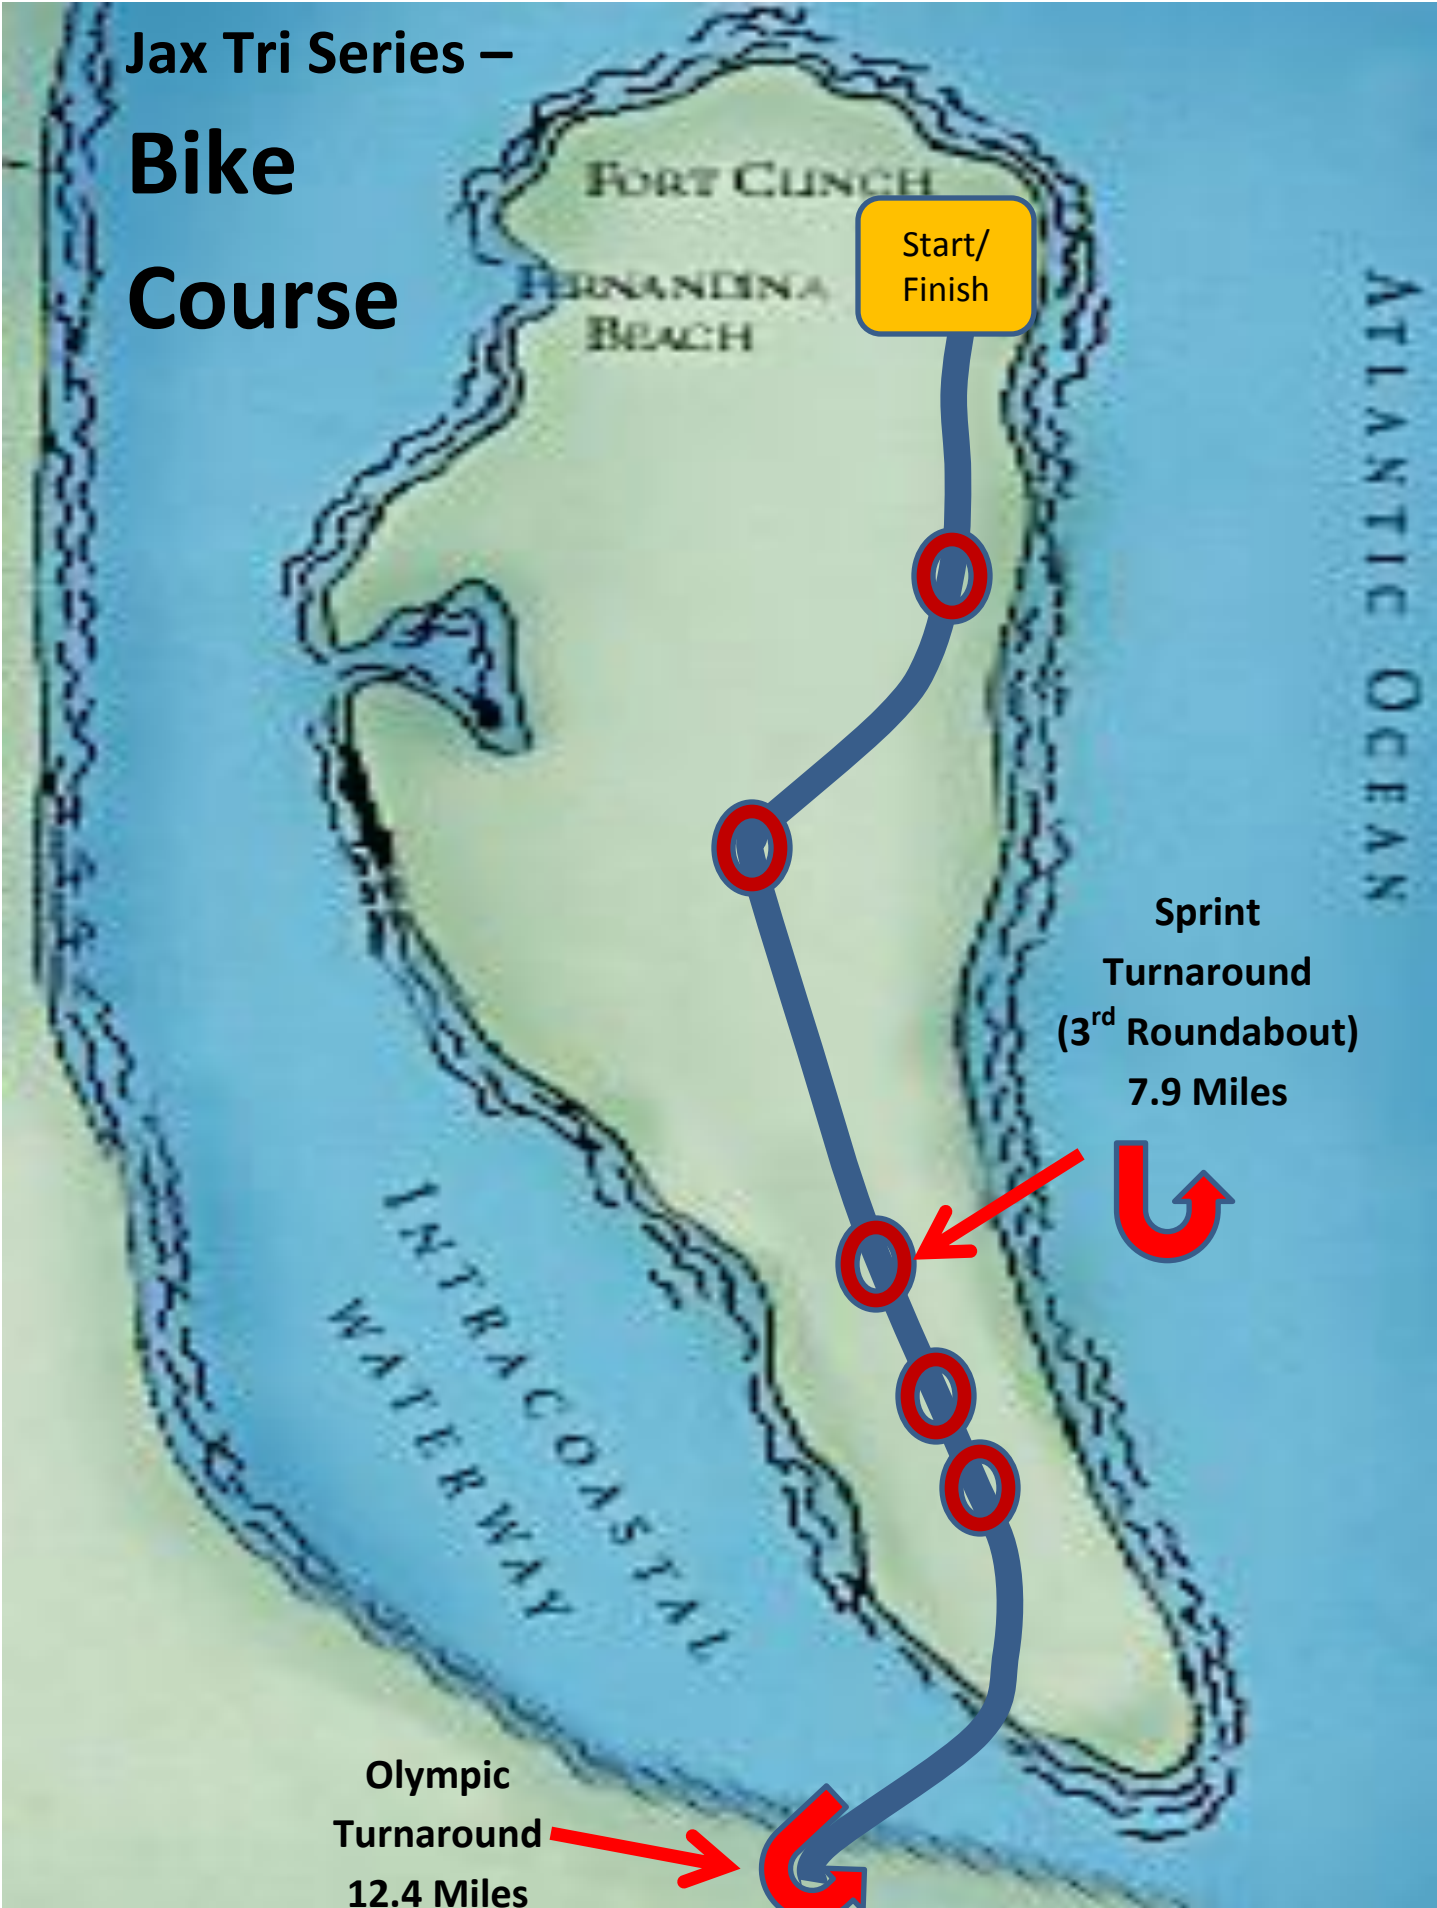 Jax Tri Series –
Bike
Course
FORT CLINCH
FERNANDINA
BEACH
Start/
Finish
ATLANTIC OCEAN
Sprint
Turnaround
(3rd Roundabout)
7.9 Miles
INTRACOASTAL
WATERWAY
Olympic
Turnaround
12.4 Miles